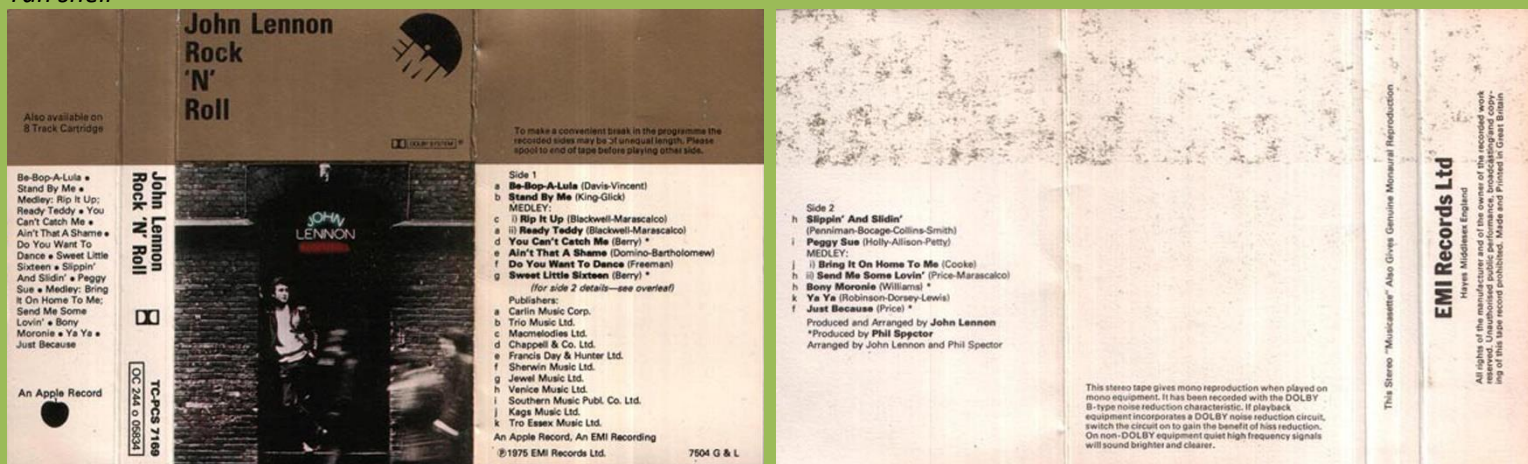 Also available on
8 Track Cartridge
Be-Bop-A-Lula •
Stand By Me •
Medley: Rip It Up;
Ready Teddy • You
Can't Catch Me •
Ain't That A Shame •
Do You Want To
Dance • Sweet Little
Sixteen • Slippin'
And Slidin' • Peggy
Sue • Medley: Bring
It On Home To Me;
Send Me Some
Lovin' • Bony
Moronie • Ya Ya •
Just Because
An Apple Record
John Lennon
Rock 'N' Roll
TC-PCS 7169
OC 244 o 05834
John Lennon
Rock
'N'
Roll
EMI
DOLBY SYSTEM ®
JOHN
LENNON
To make a convenient break in the programme the
recorded sides may be of unequal length. Please
spool to end of tape before playing other side.
Side 1
a Be-Bop-A-Lula (Davis-Vincent)
b Stand By Me (King-Glick)
MEDLEY:
c i) Rip It Up (Blackwell-Marascalco)
a ii) Ready Teddy (Blackwell-Marascalco)
d You Can't Catch Me (Berry) *
e Ain't That A Shame (Domino-Bartholomew)
f Do You Want To Dance (Freeman)
g Sweet Little Sixteen (Berry) *
(for side 2 details—see overleaf)
Publishers:
a Carlin Music Corp.
b Trio Music Ltd.
c Macmelodies Ltd.
d Chappell & Co. Ltd.
e Francis Day & Hunter Ltd.
f Sherwin Music Ltd.
g Jewel Music Ltd.
h Venice Music Ltd.
i Southern Music Publ. Co. Ltd.
j Kags Music Ltd.
k Tro Essex Music Ltd.
An Apple Record, An EMI Recording
℗1975 EMI Records Ltd. 7504 G & L
Side 2
h Slippin' And Slidin'
(Penniman-Bocage-Collins-Smith)
i Peggy Sue (Holly-Allison-Petty)
MEDLEY:
j i) Bring It On Home To Me (Cooke)
h ii) Send Me Some Lovin' (Price-Marascalco)
h Bony Moronie (Williams) *
k Ya Ya (Robinson-Dorsey-Lewis)
f Just Because (Price) *
Produced and Arranged by John Lennon
*Produced by Phil Spector
Arranged by John Lennon and Phil Spector
This stereo tape gives mono reproduction when played on
mono equipment. It has been recorded with the DOLBY
B-type noise reduction characteristic. If playback
equipment incorporates a DOLBY noise reduction circuit,
switch the circuit on to gain the benefit of hiss reduction.
On non-DOLBY equipment quiet high frequency signals
will sound brighter and clearer.
This Stereo "Musicasette" Also Gives Genuine Monaural Reproduction
EMI Records Ltd
Hayes Middlesex England
All rights of the manufacturer and of the owner of the recorded work
reserved. Unauthorised public performance, broadcasting and copy-
ing of this tape record prohibited. Made and Printed in Great Britain